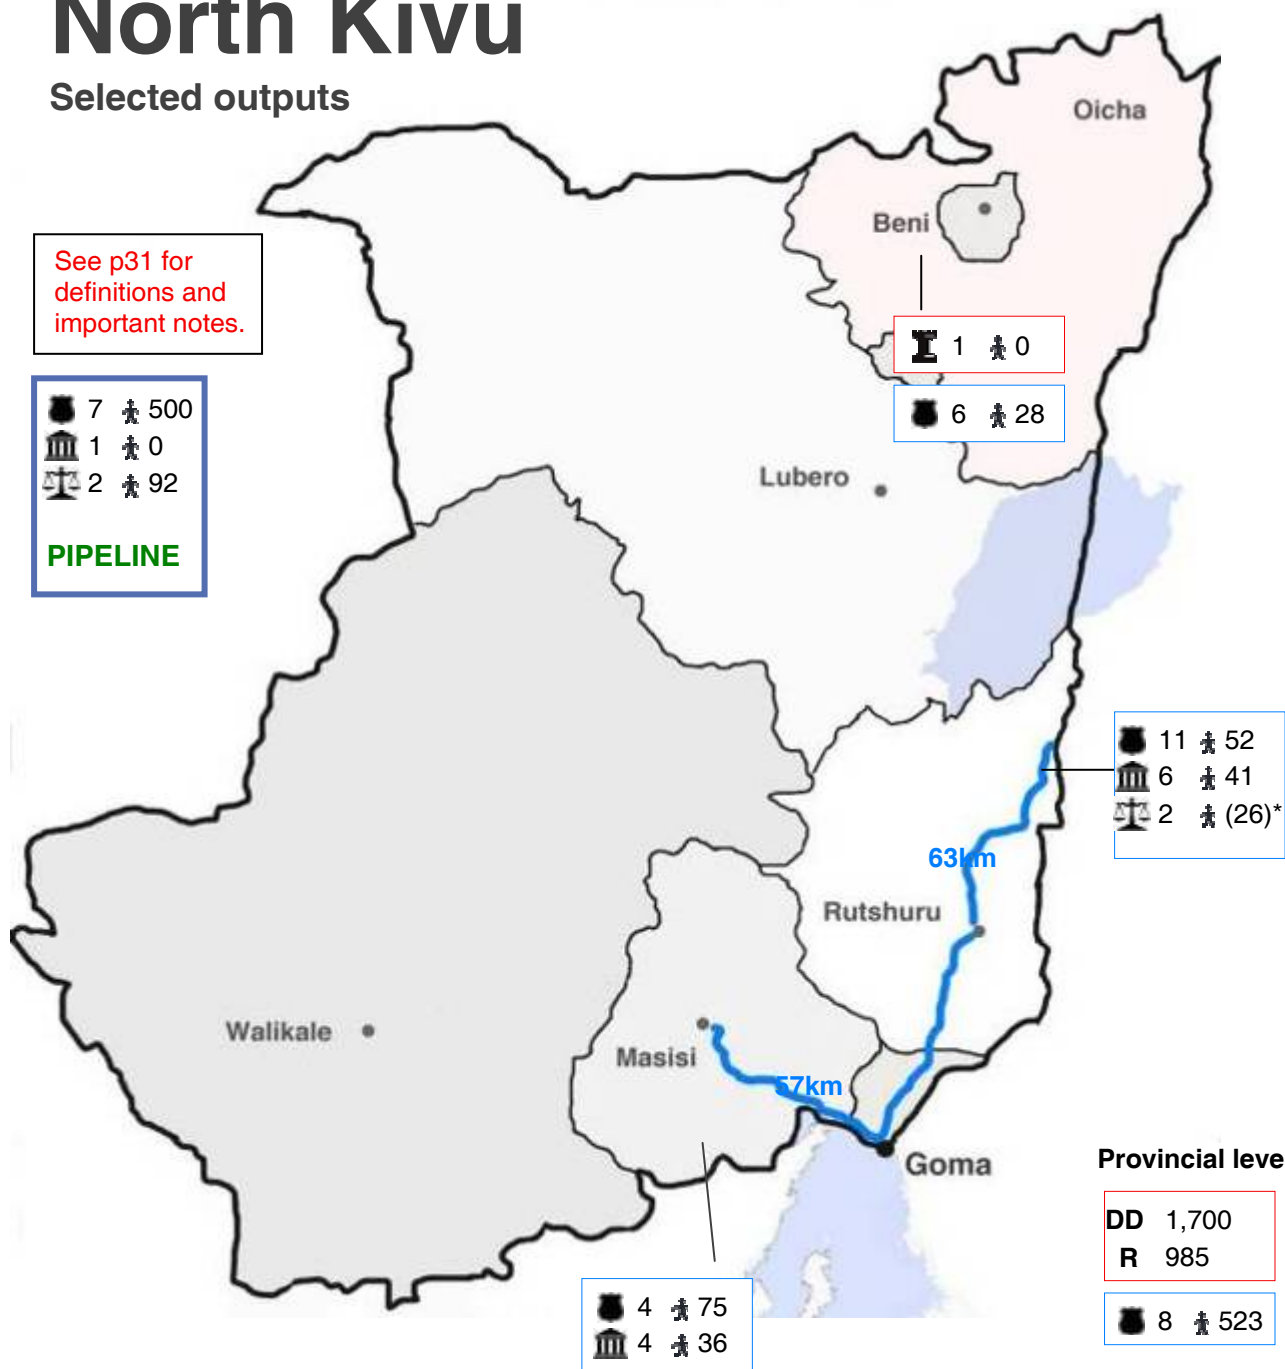 North Kivu
Selected outputs
Oicha
Beni
See p31 for
definitions and
important notes.
1 0
6 28
7 500
1 0
2 92
PIPELINE
Lubero
11 52
6 41
2 (26)*
63km
Rutshuru
Walikale
Masisi
57km
Goma
Provincial leve
DD 1,700
R 985
8 523
4 75
4 36